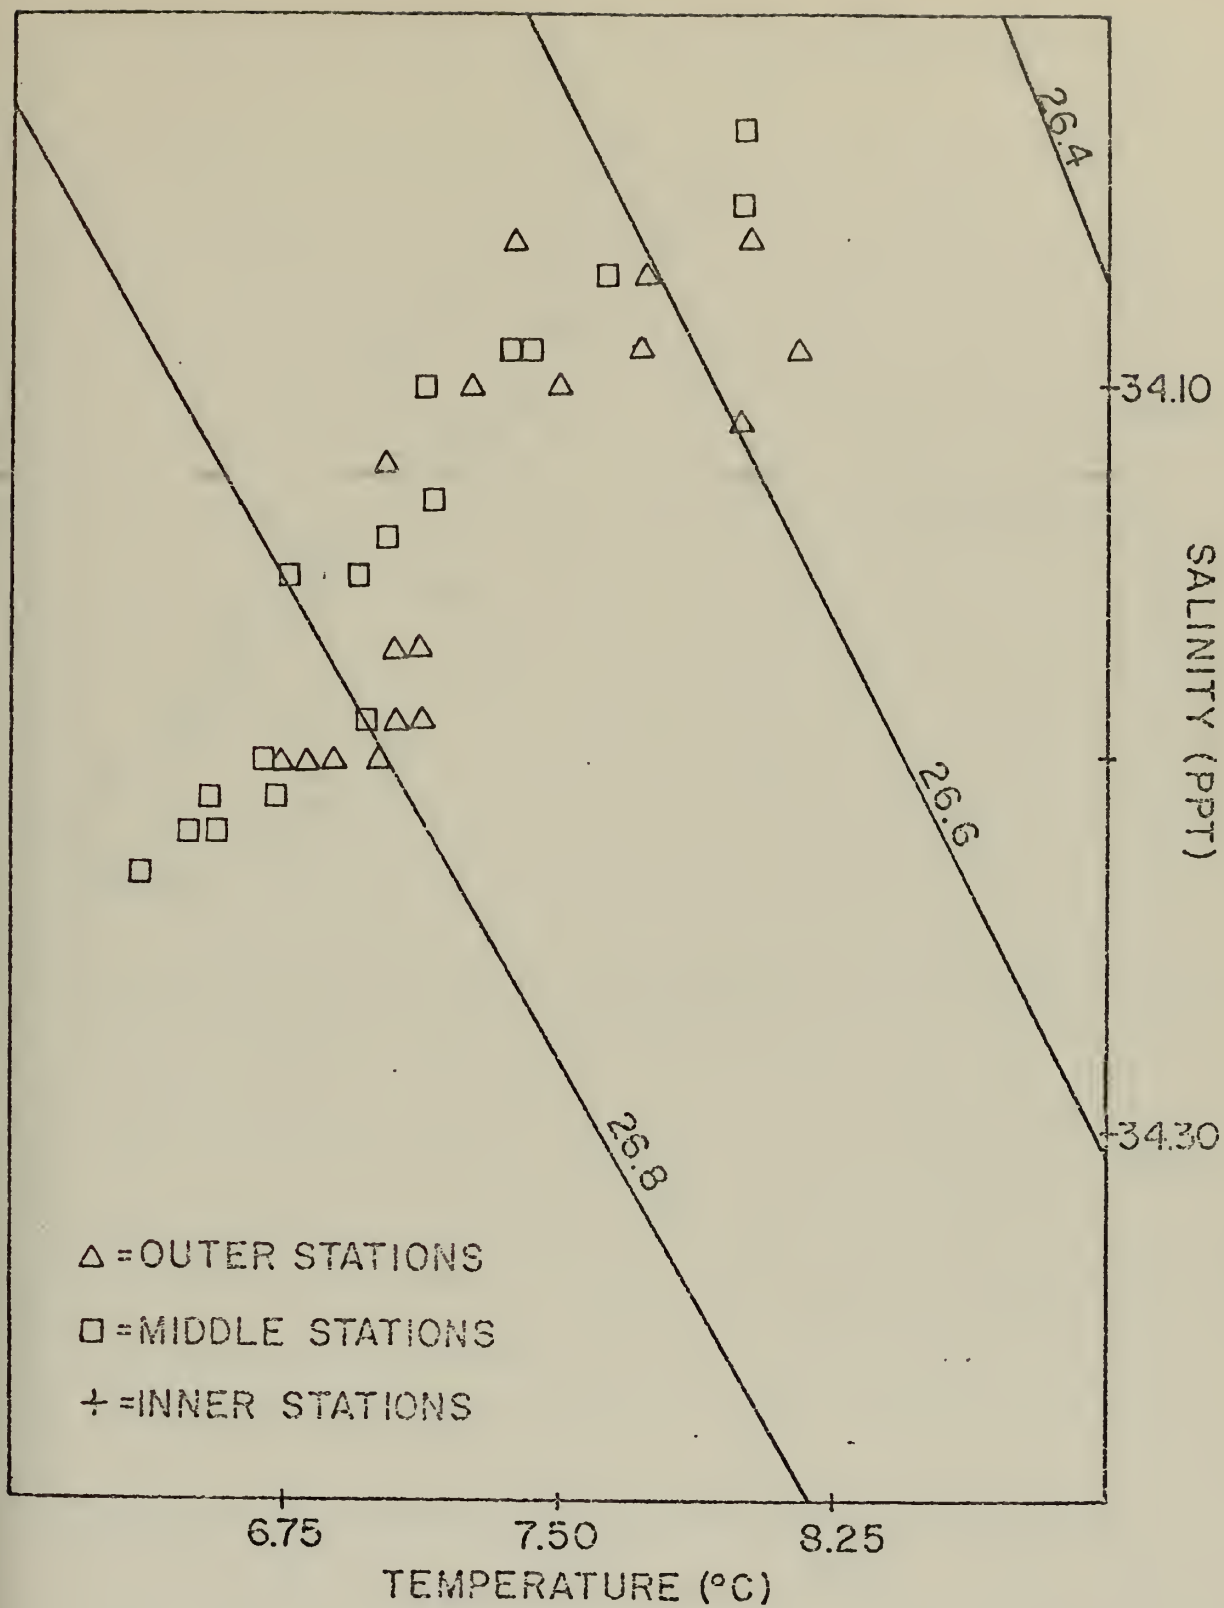 26.4
34.10
SALINITY (PPT)
26.6
34.30
26.8
△ =OUTER STATIONS
□ =MIDDLE STATIONS
+ =INNER STATIONS
6.75 7.50 8.25
TEMPERATURE (°C)